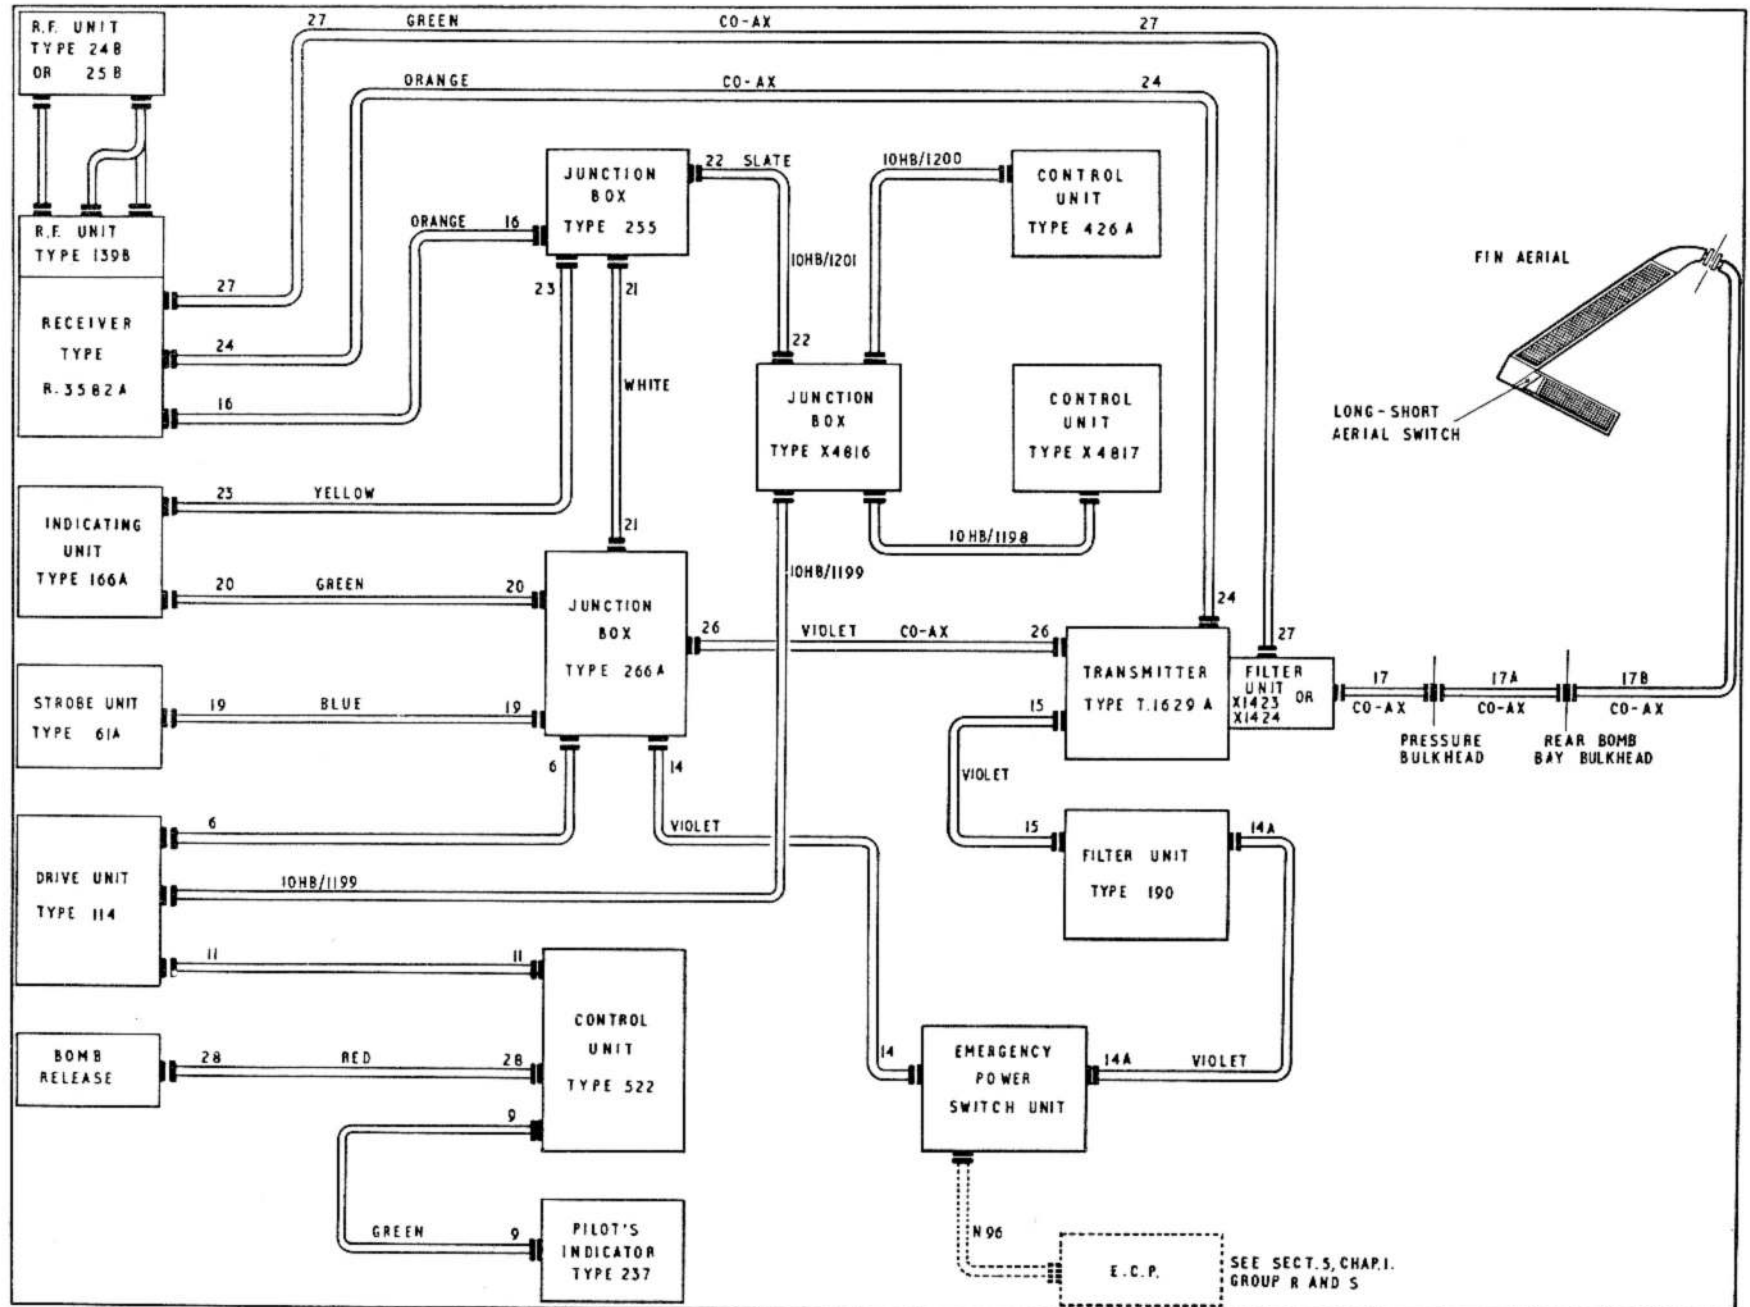 R.F. UNIT
TYPE 24B
OR 25B
27 GREEN CO-AX 27
ORANGE CO-AX 24
JUNCTION
BOX
TYPE 255
22 SLATE
10HB/1200
CONTROL
UNIT
TYPE 426A
ORANGE 16
R.F. UNIT
TYPE 139B
10HB/1201
FIN AERIAL
27
23
21
RECEIVER
TYPE
R.3582A
24
16
22
WHITE
JUNCTION
BOX
TYPE X4816
CONTROL
UNIT
TYPE X4817
LONG-SHORT
AERIAL SWITCH
23 YELLOW
INDICATING
UNIT
TYPE 166A
21
10HB/1198
10HB/1199
20 GREEN 20
JUNCTION
BOX
TYPE 266A
24
26 VIOLET CO-AX 26
27
TRANSMITTER
TYPE T.1629A
FILTER
UNIT
X1423 OR
X1424
17
CO-AX
17A
CO-AX
17B
CO-AX
PRESSURE
BULKHEAD
REAR BOMB
BAY BULKHEAD
STROBE UNIT
TYPE 61A
19 BLUE 19
15
6
14
VIOLET
6
VIOLET
15
14A
FILTER UNIT
TYPE 190
DRIVE UNIT
TYPE 114
10HB/1199
11 11
CONTROL
UNIT
TYPE 522
BOMB
RELEASE
28 RED 28
14
EMERGENCY
POWER
SWITCH UNIT
14A VIOLET
9
GREEN 9
PILOT'S
INDICATOR
TYPE 237
N96
E.C.P.
SEE SECT.5, CHAP.1.
GROUP R AND S